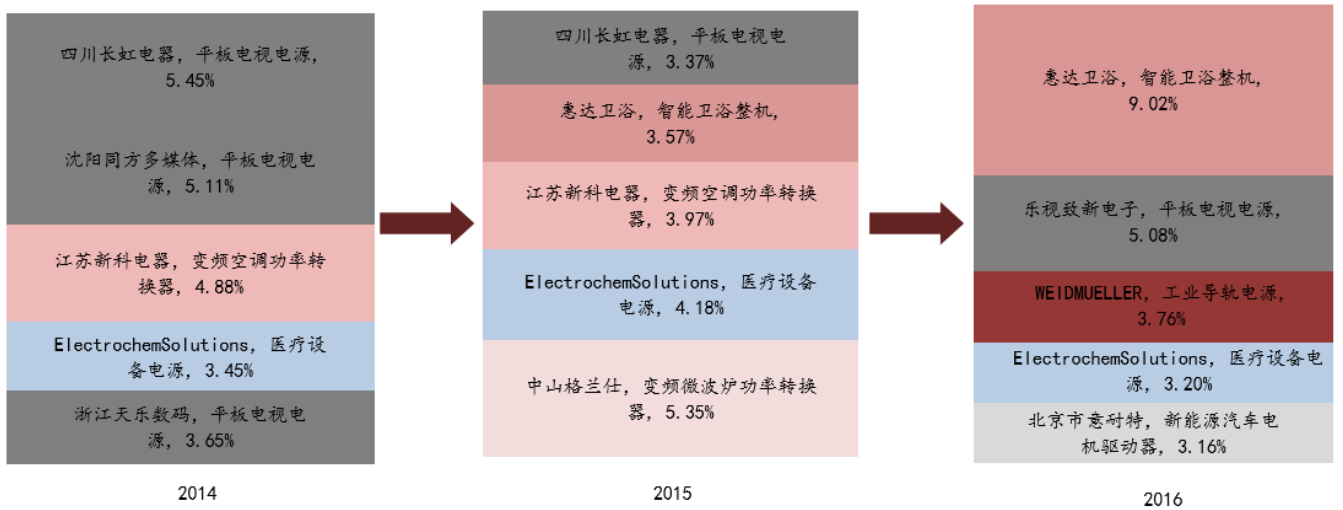 四川长虹电器, 平板电视电源,
5.45%
沈阳同方多媒体, 平板电视电
源, 5.11%
江苏新科电器, 变频空调功率转
换器, 4.88%
ElectrochemSolutions, 医疗设
备电源, 3.45%
浙江天乐数码, 平板电视电
源, 3.65%
2014
四川长虹电器, 平板电视电
源, 3.37%
惠达卫浴, 智能卫浴整机,
3.57%
江苏新科电器, 变频空调功率转换
器, 3.97%
ElectrochemSolutions, 医疗设备
电源, 4.18%
中山格兰仕, 变频微波炉功率转换
器, 5.35%
2015
惠达卫浴, 智能卫浴整机,
9.02%
乐视致新电子, 平板电视电源,
5.08%
WEIDMUELLER, 工业导轨电源,
3.76%
ElectrochemSolutions, 医疗设备电
源, 3.20%
北京市意耐特, 新能源汽车电
机驱动器, 3.16%
2016